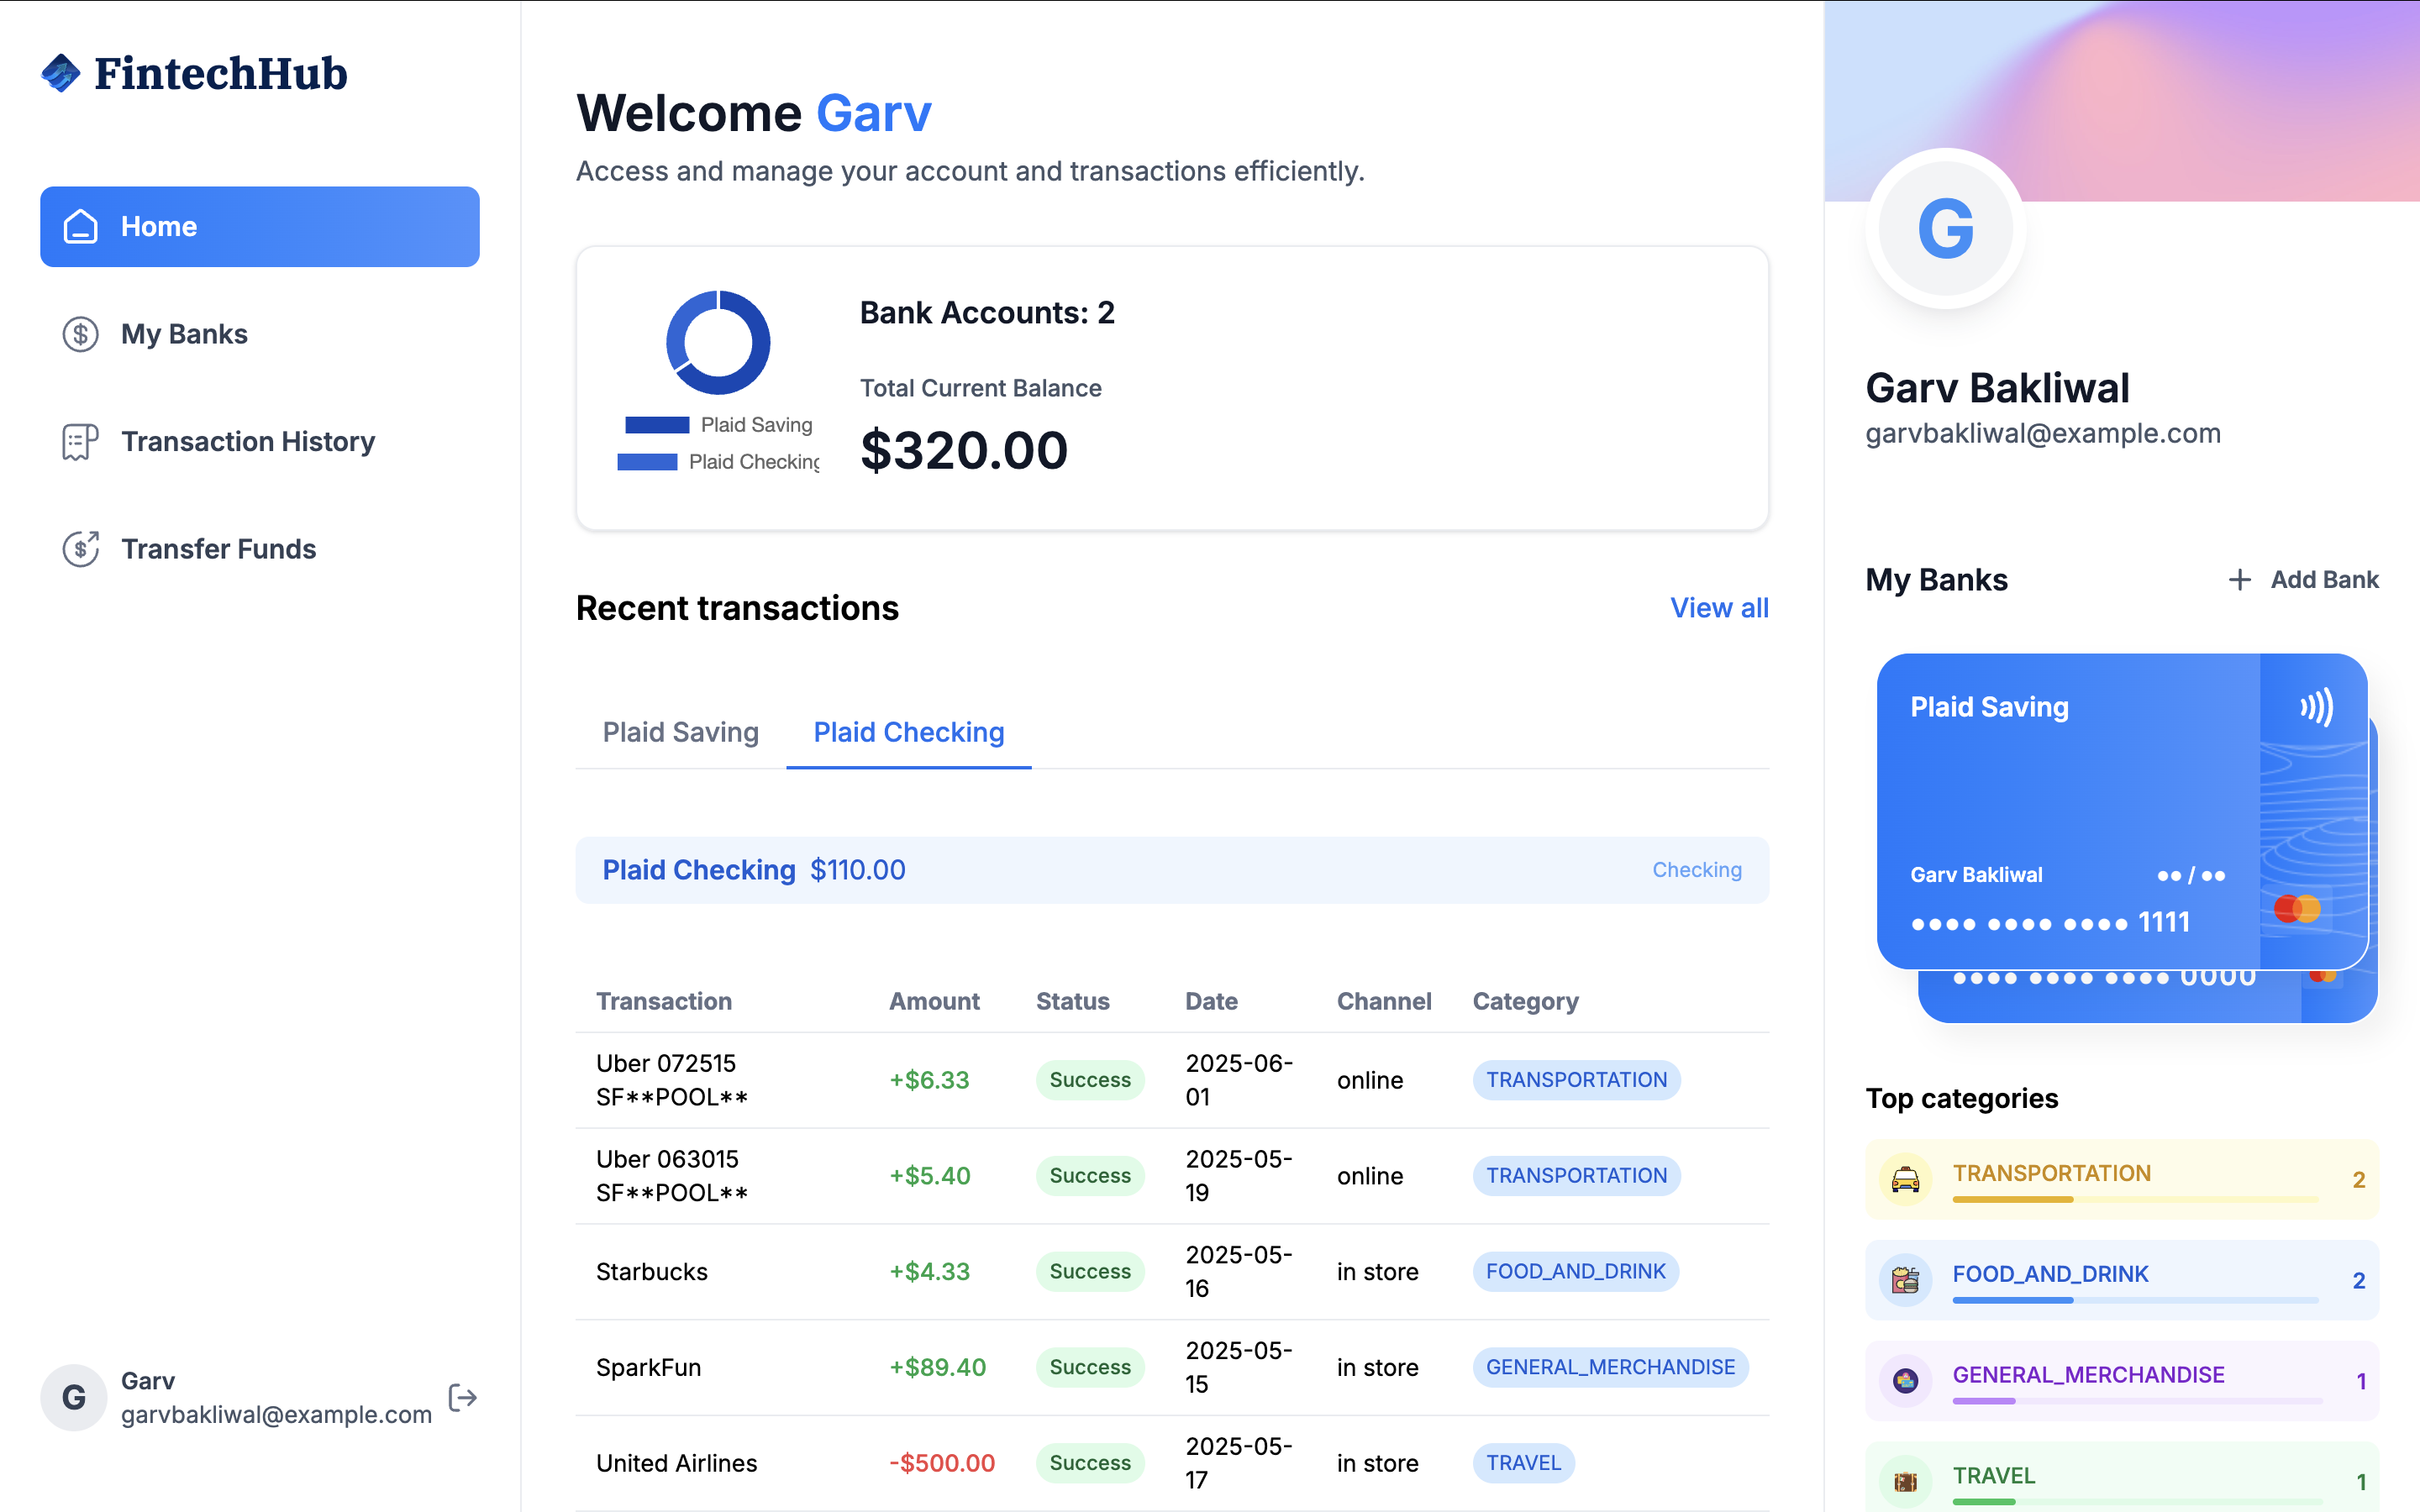 FintechHub
Home
My Banks
Transaction History
Transfer Funds
G
Garv
garvbakliwal@example.com
Welcome Garv
Access and manage your account and transactions efficiently.
Plaid Saving
Plaid Checking
Bank Accounts: 2
Total Current Balance
$320.00
Recent transactions
View all
Plaid Saving
Plaid Checking
Plaid Checking $110.00
Checking
Transaction Amount Status Date Channel Category
Uber 072515
SF**POOL**
+$6.33
Success
2025-06-
01
online
TRANSPORTATION
Uber 063015
SF**POOL**
+$5.40
Success
2025-05-
19
online
TRANSPORTATION
Starbucks
+$4.33
Success
2025-05-
16
in store
FOOD_AND_DRINK
SparkFun
+$89.40
Success
2025-05-
15
in store
GENERAL_MERCHANDISE
United Airlines
-$500.00
Success
2025-05-
17
in store
TRAVEL
G
Garv Bakliwal
garvbakliwal@example.com
My Banks
+ Add Bank
Plaid Saving
Garv Bakliwal
●● / ●●
●●●● ●●●● ●●●● 1111
●●●● ●●●● ●●●● 0000
Top categories
TRANSPORTATION 2
FOOD_AND_DRINK 2
GENERAL_MERCHANDISE 1
TRAVEL 1